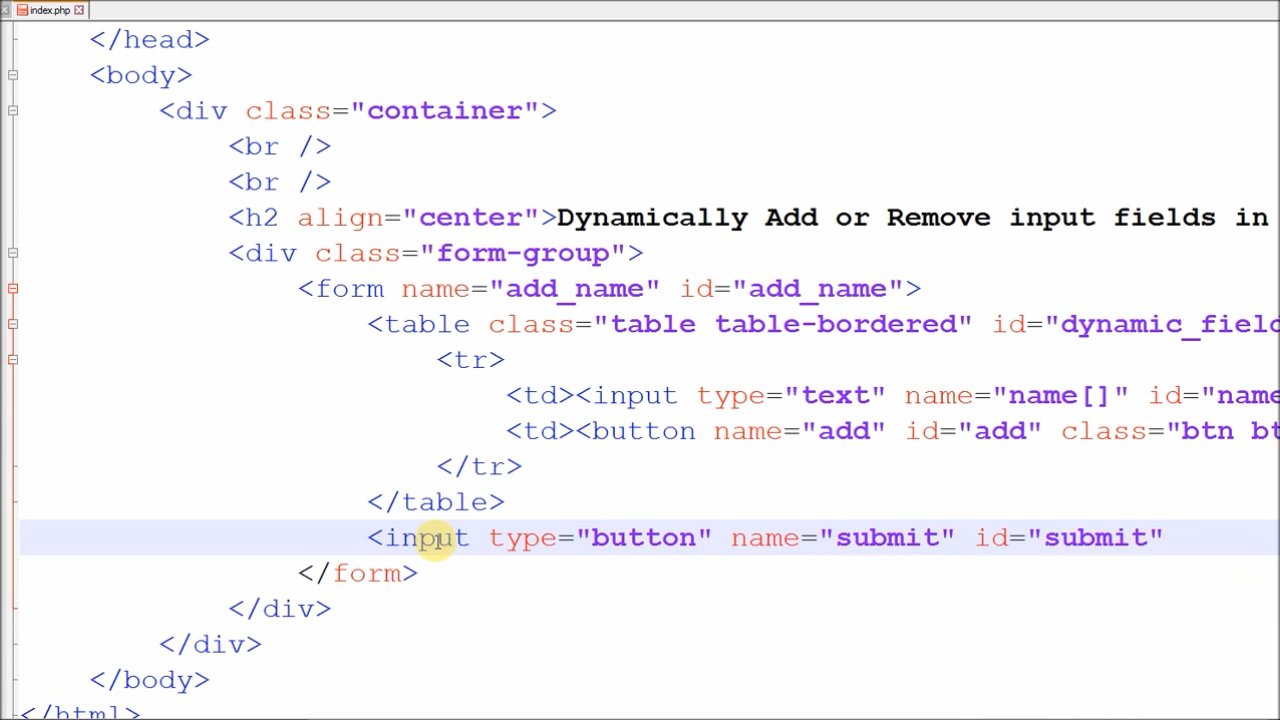 index.php
</head>
<body>
<div class="container">
<br />
<br />
<h2 align="center">Dynamically Add or Remove input fields in
<div class="form-group">
<form name="add_name" id="add_name">
<table class="table table-bordered" id="dynamic_field
<tr>
<td><input type="text" name="name[]" id="name
<td><button name="add" id="add" class="btn bt
</tr>
</table>
<input type="button" name="submit" id="submit"
</form>
</div>
</div>
</body>
</html>